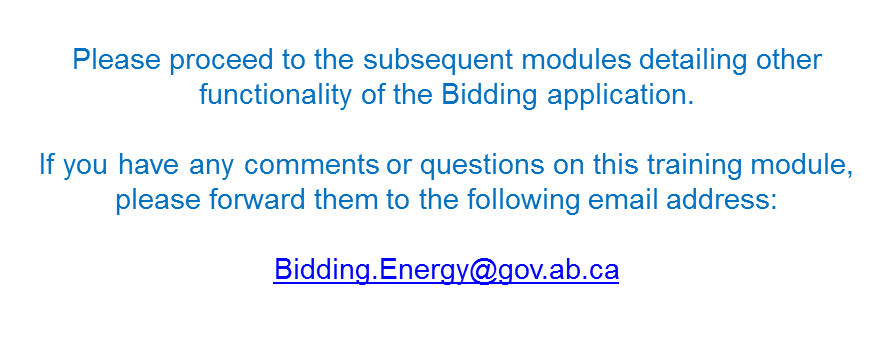 Please proceed to the subsequent modules detailing other
functionality of the Bidding application.
If you have any comments or questions on this training module,
please forward them to the following email address:
Bidding.Energy@gov.ab.ca